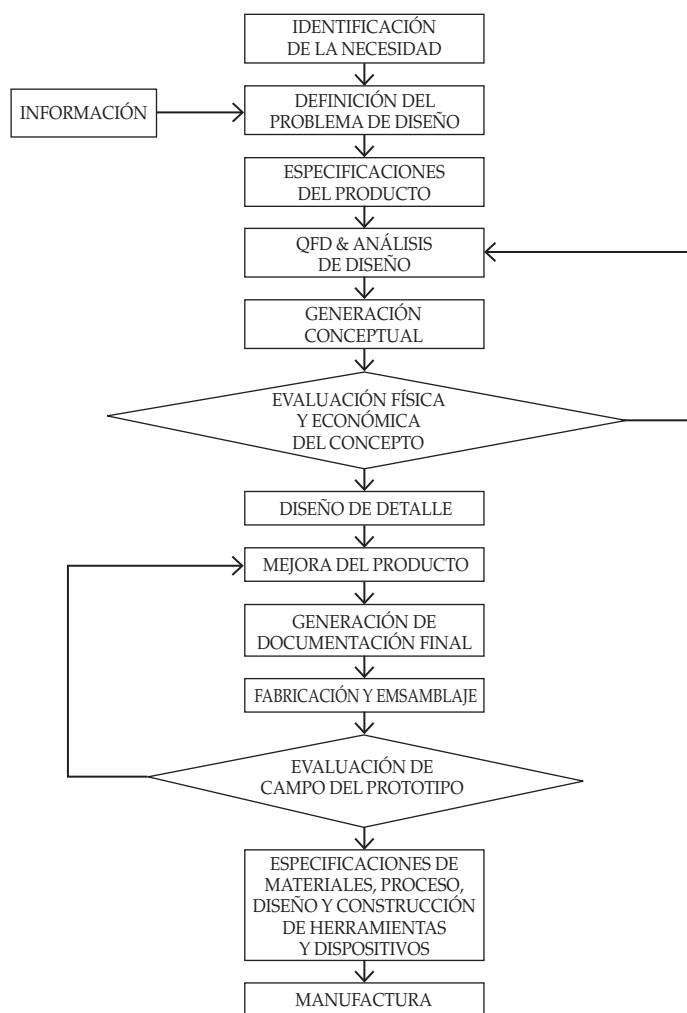 IDENTIFICACIÓN
DE LA NECESIDAD
INFORMACIÓN
DEFINICIÓN DEL
PROBLEMA DE DISEÑO
ESPECIFICACIONES
DEL PRODUCTO
QFD & ANÁLISIS
DE DISEÑO
GENERACIÓN
CONCEPTUAL
EVALUACIÓN FÍSICA
Y ECONÓMICA
DEL CONCEPTO
DISEÑO DE DETALLE
MEJORA DEL PRODUCTO
GENERACIÓN DE
DOCUMENTACIÓN FINAL
FABRICACIÓN Y EMSAMBLAJE
EVALUACIÓN DE
CAMPO DEL PROTOTIPO
ESPECIFICACIONES DE
MATERIALES, PROCESO,
DISEÑO Y CONSTRUCCIÓN
DE HERRAMIENTAS
Y DISPOSITIVOS
MANUFACTURA